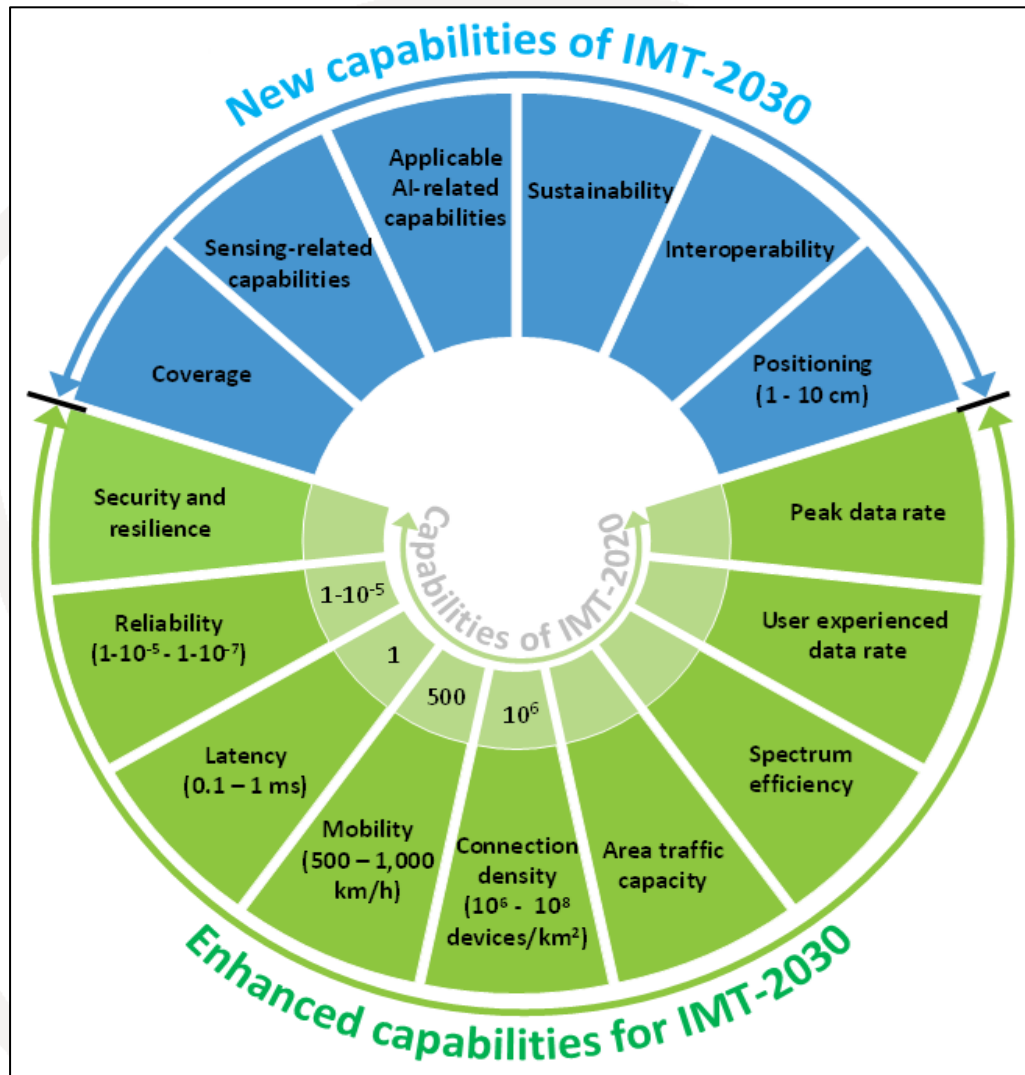 New capabilities of IMT-2030
Applicable
AI-related
capabilities
Sustainability
Sensing-related
capabilities
Interoperability
Coverage
Positioning
(1 - 10 cm)
Security and
resilience
Peak data rate
Capabilities of IMT-2020
1-10⁻⁵
1
500
10⁶
Reliability
(1-10⁻⁵ - 1-10⁻⁷)
User experienced
data rate
Latency
(0.1 – 1 ms)
Spectrum
efficiency
Mobility
(500 – 1,000
km/h)
Connection
density
(10⁶ - 10⁸
devices/km²)
Area traffic
capacity
Enhanced capabilities for IMT-2030